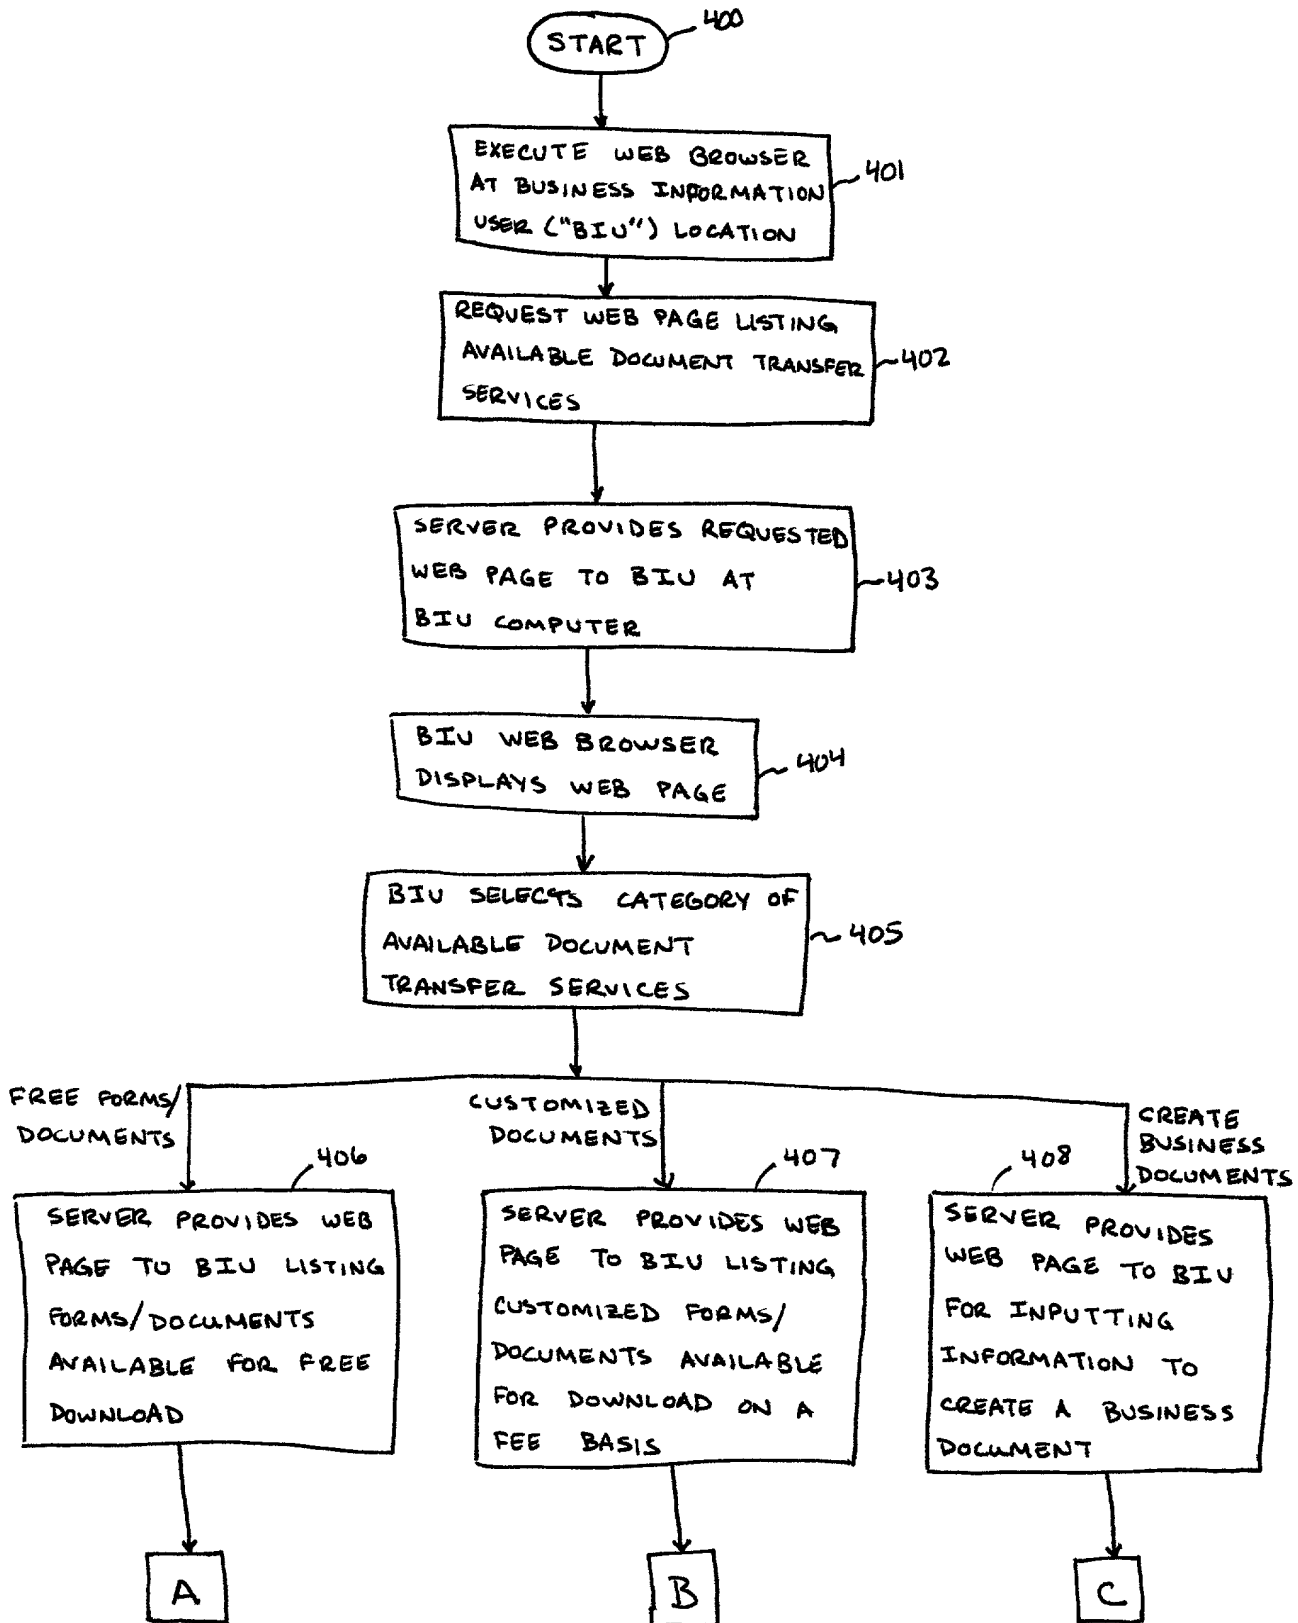 START
400
EXECUTE WEB BROWSER
AT BUSINESS INFORMATION
USER ("BIU") LOCATION
401
REQUEST WEB PAGE LISTING
AVAILABLE DOCUMENT TRANSFER
SERVICES
402
SERVER PROVIDES REQUESTED
WEB PAGE TO BIU AT
BIU COMPUTER
403
BIU WEB BROWSER
DISPLAYS WEB PAGE
404
BIU SELECTS CATEGORY OF
AVAILABLE DOCUMENT
TRANSFER SERVICES
405
FREE FORMS/
DOCUMENTS
406
SERVER PROVIDES WEB
PAGE TO BIU LISTING
FORMS/DOCUMENTS
AVAILABLE FOR FREE
DOWNLOAD
A
CUSTOMIZED
DOCUMENTS
407
SERVER PROVIDES WEB
PAGE TO BIU LISTING
CUSTOMIZED FORMS/
DOCUMENTS AVAILABLE
FOR DOWNLOAD ON A
FEE BASIS
B
CREATE
BUSINESS
DOCUMENTS
408
SERVER PROVIDES
WEB PAGE TO BIU
FOR INPUTTING
INFORMATION TO
CREATE A BUSINESS
DOCUMENT
C